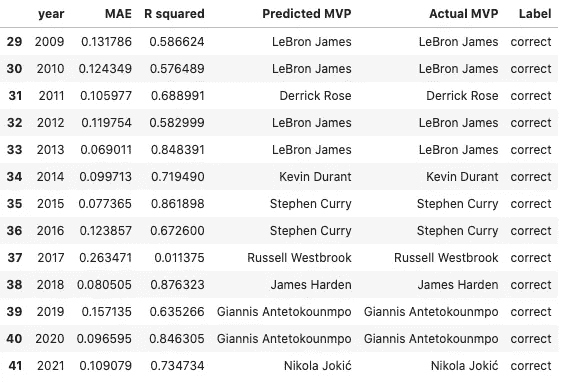 year MAE R squared Predicted MVP Actual MVP Label
29 2009 0.131786 0.586624 LeBron James LeBron James correct
30 2010 0.124349 0.576489 LeBron James LeBron James correct
31 2011 0.105977 0.688991 Derrick Rose Derrick Rose correct
32 2012 0.119754 0.582999 LeBron James LeBron James correct
33 2013 0.069011 0.848391 LeBron James LeBron James correct
34 2014 0.099713 0.719490 Kevin Durant Kevin Durant correct
35 2015 0.077365 0.861898 Stephen Curry Stephen Curry correct
36 2016 0.123857 0.672600 Stephen Curry Stephen Curry correct
37 2017 0.263471 0.011375 Russell Westbrook Russell Westbrook correct
38 2018 0.080505 0.876323 James Harden James Harden correct
39 2019 0.157135 0.635266 Giannis Antetokounmpo Giannis Antetokounmpo correct
40 2020 0.096595 0.846305 Giannis Antetokounmpo Giannis Antetokounmpo correct
41 2021 0.109079 0.734734 Nikola Jokić Nikola Jokić correct